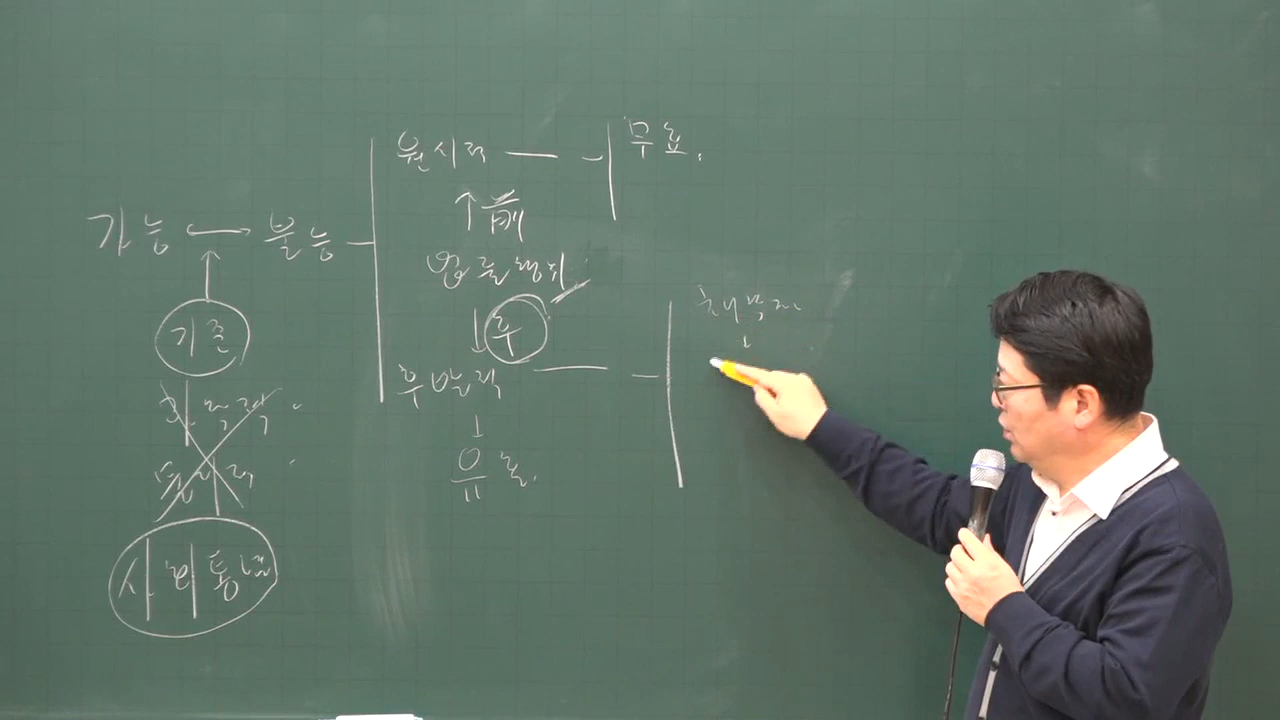 가능 ↔ 불능
원시적 — 무효.
↑ 前
법률행위
↓ 후
후발적
↓
유효.
채무자
↓
기준
사회통념